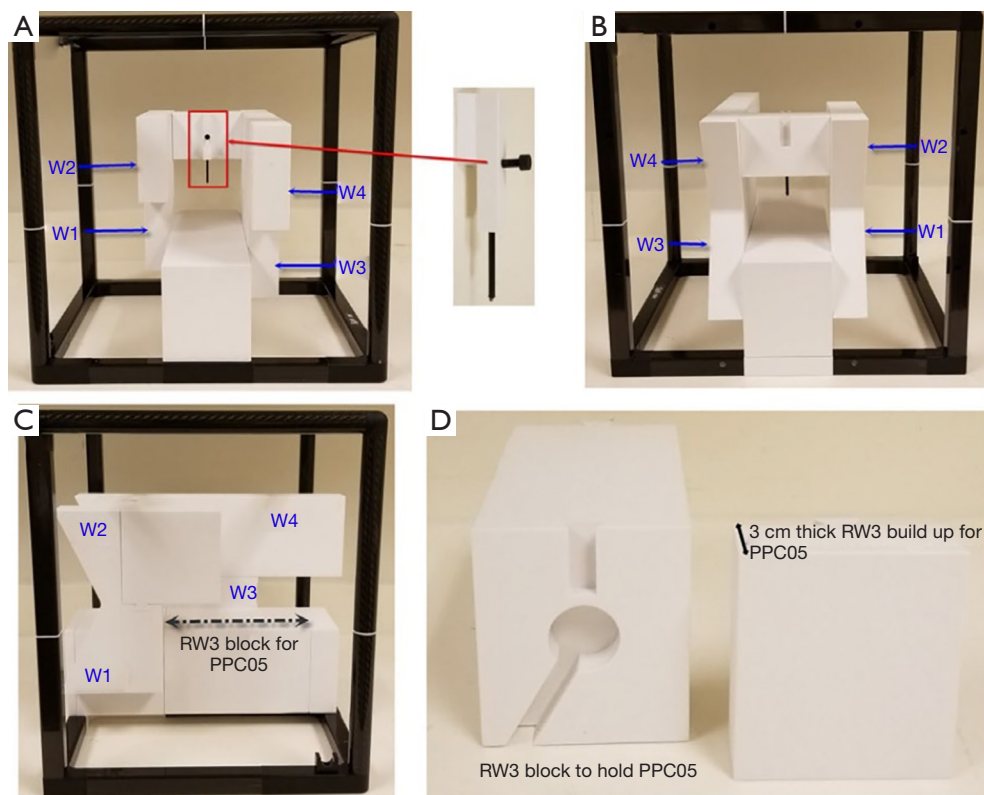 A
W2
W1
W4
W3
B
W4
W3
W2
W1
C
W2
W4
W3
RW3 block for
PPC05
W1
D
3 cm thick RW3 build up for
PPC05
RW3 block to hold PPC05